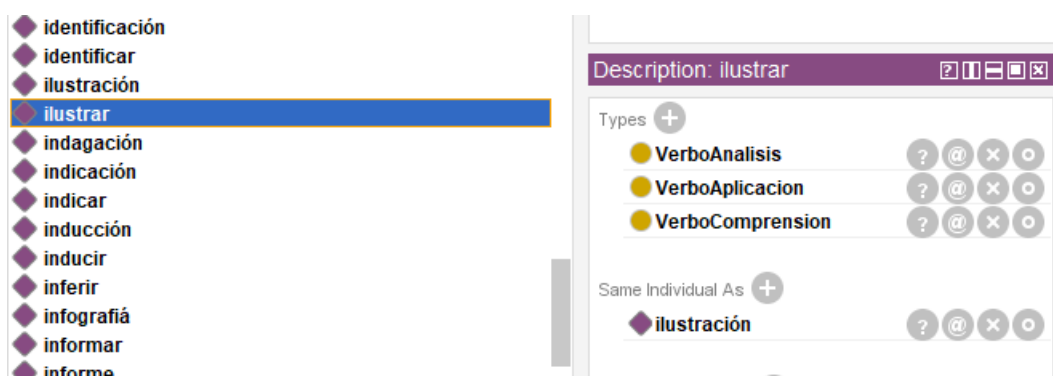 identificación
identificar
ilustración
ilustrar
indagación
indicación
indicar
inducción
inducir
inferir
infografiá
informar
informe
Description: ilustrar
Types
VerboAnalisis
VerboAplicacion
VerboComprension
Same Individual As
ilustración